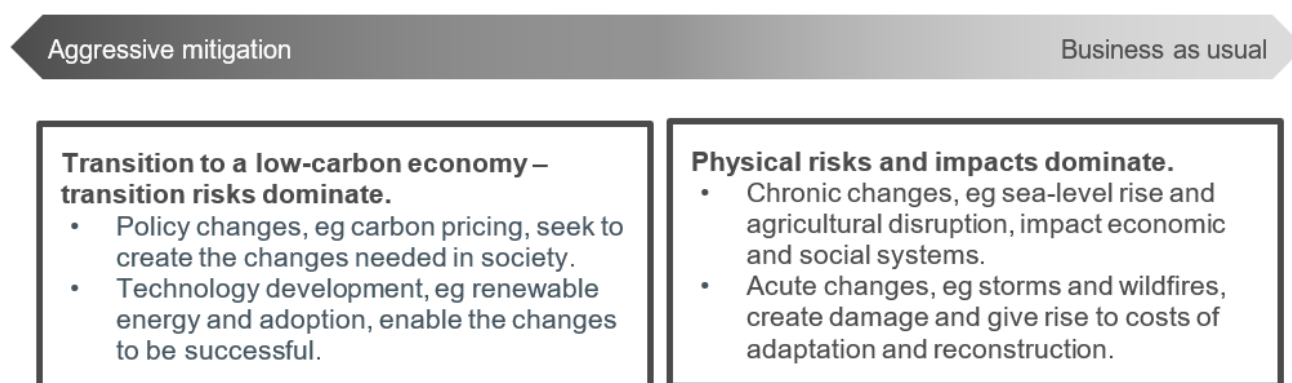 Aggressive mitigation
Business as usual
Transition to a low-carbon economy –
transition risks dominate.
• Policy changes, eg carbon pricing, seek to
create the changes needed in society.
• Technology development, eg renewable
energy and adoption, enable the changes
to be successful.
Physical risks and impacts dominate.
• Chronic changes, eg sea-level rise and
agricultural disruption, impact economic
and social systems.
• Acute changes, eg storms and wildfires,
create damage and give rise to costs of
adaptation and reconstruction.